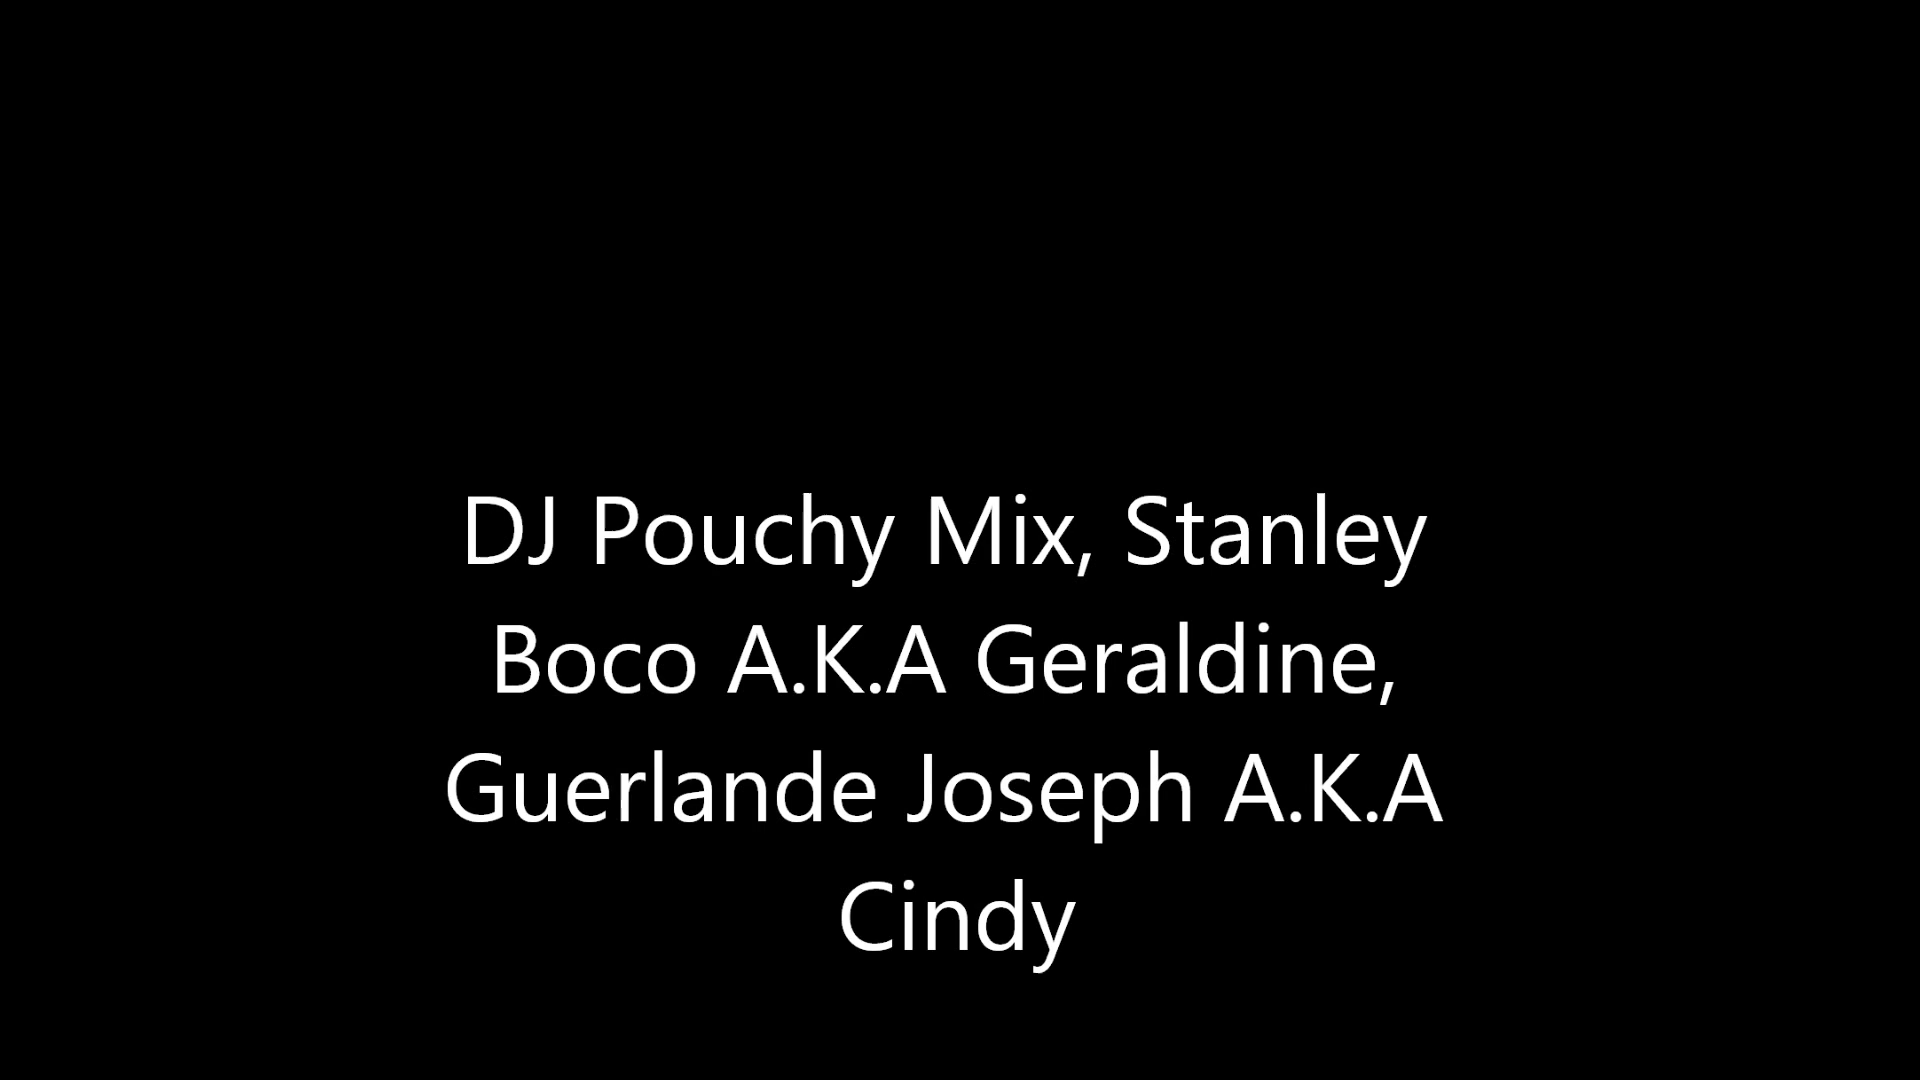 DJ Pouchy Mix, Stanley
Boco A.K.A Geraldine,
Guerlande Joseph A.K.A
Cindy